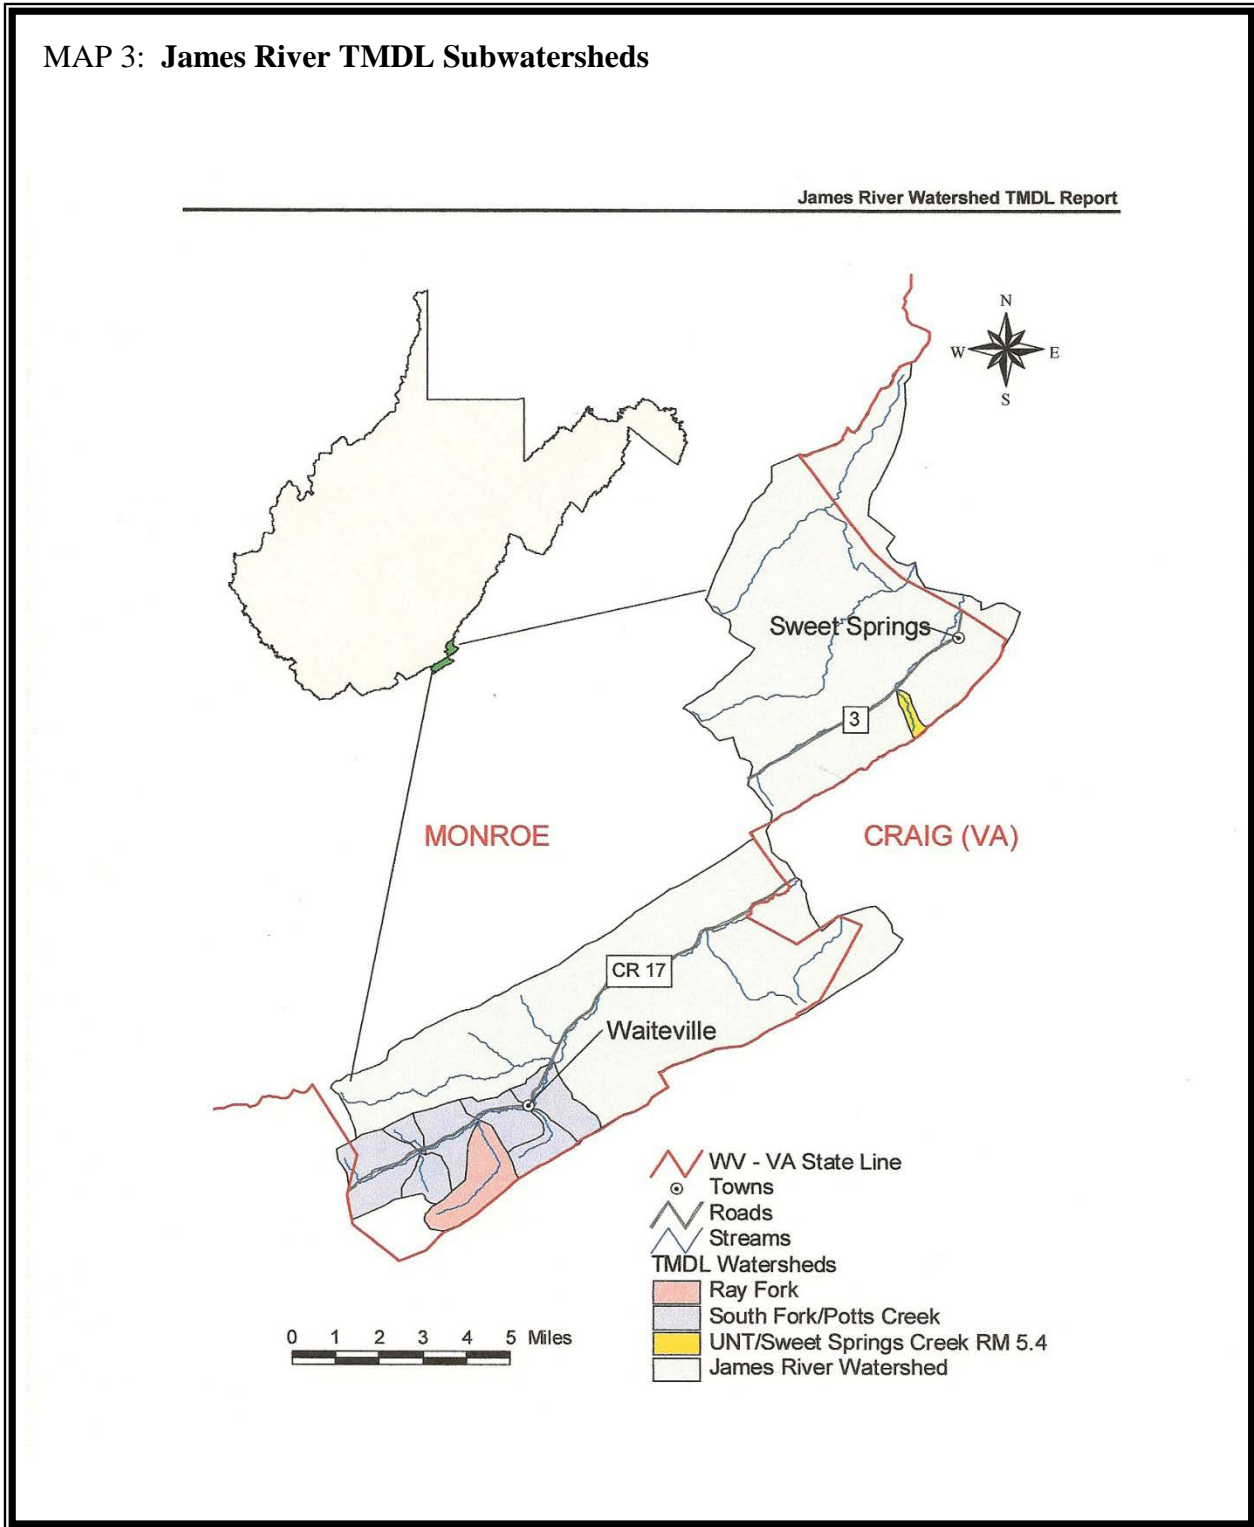 MAP 3: James River TMDL Subwatersheds
James River Watershed TMDL Report
N
W E
S
Sweet Springs
3
MONROE
CRAIG (VA)
CR 17
Waiteville
WV - VA State Line
Towns
Roads
Streams
TMDL Watersheds
Ray Fork
South Fork/Potts Creek
UNT/Sweet Springs Creek RM 5.4
James River Watershed
0 1 2 3 4 5 Miles